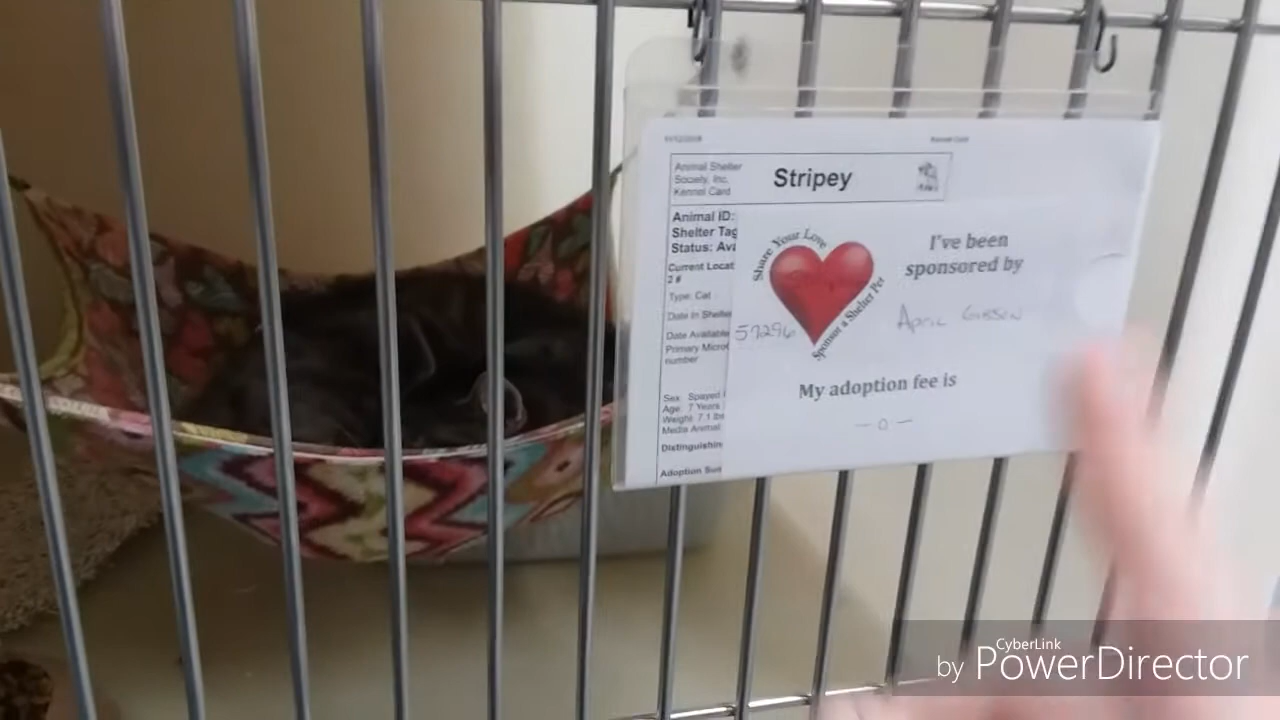 Animal Shelter
Society, Inc.
Kennel Card
Stripey
Animal ID:
Shelter Tag
Status: Ava
Current Locat
2 #
Type: Cat
Date In Shelte
Date Available
Primary Micro
number
Sex: Spayed
Age: 7 Years
Weight: 7.1 lbs
Media Animal
Distinguishin
Adoption Sum
Share Your Love
Sponsor a Shelter Pet
57296
I've been
sponsored by
April Gibson
My adoption fee is
- 0 -
CyberLink
by PowerDirector